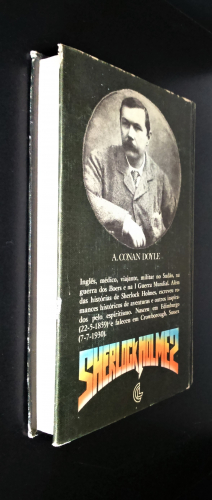 A. CONAN DOYLE
Inglês, médico, viajante, militar no Sudão, na
guerra dos Boers e na I Guerra Mundial. Além
das histórias de Sherlock Holmes, escreveu ro-
mances históricos de aventuras e outros inspira-
dos pelo espiritismo. Nasceu em Edimburgo
(22-5-1859) e faleceu em Crowborough, Sussex
(7-7-1930).
SHERLOCK HOLMES